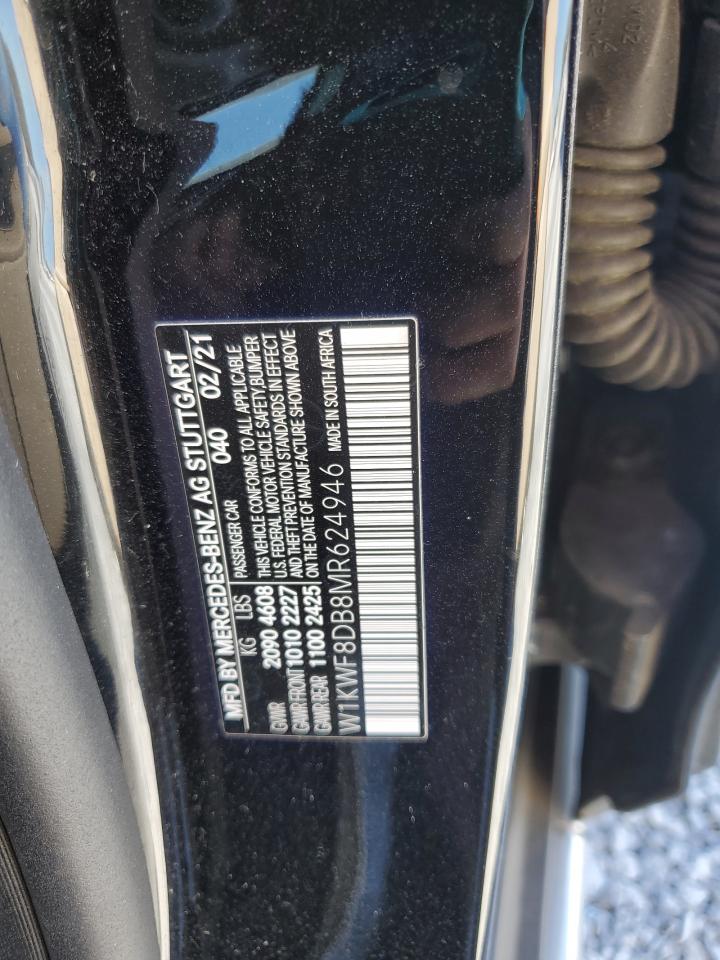 MFD BY MERCEDES-BENZ AG STUTTGART
KG LBS PASSENGER CAR 040 02/21
GVWR 2090 4608 THIS VEHICLE CONFORMS TO ALL APPLICABLE
GAWR FRONT 1010 2227 U.S. FEDERAL MOTOR VEHICLE SAFETY, BUMPER
GAWR REAR 1100 2425 AND THEFT PREVENTION STANDARDS IN EFFECT
ON THE DATE OF MANUFACTURE SHOWN ABOVE
W1KWF8DB8MR624946 MADE IN SOUTH AFRICA